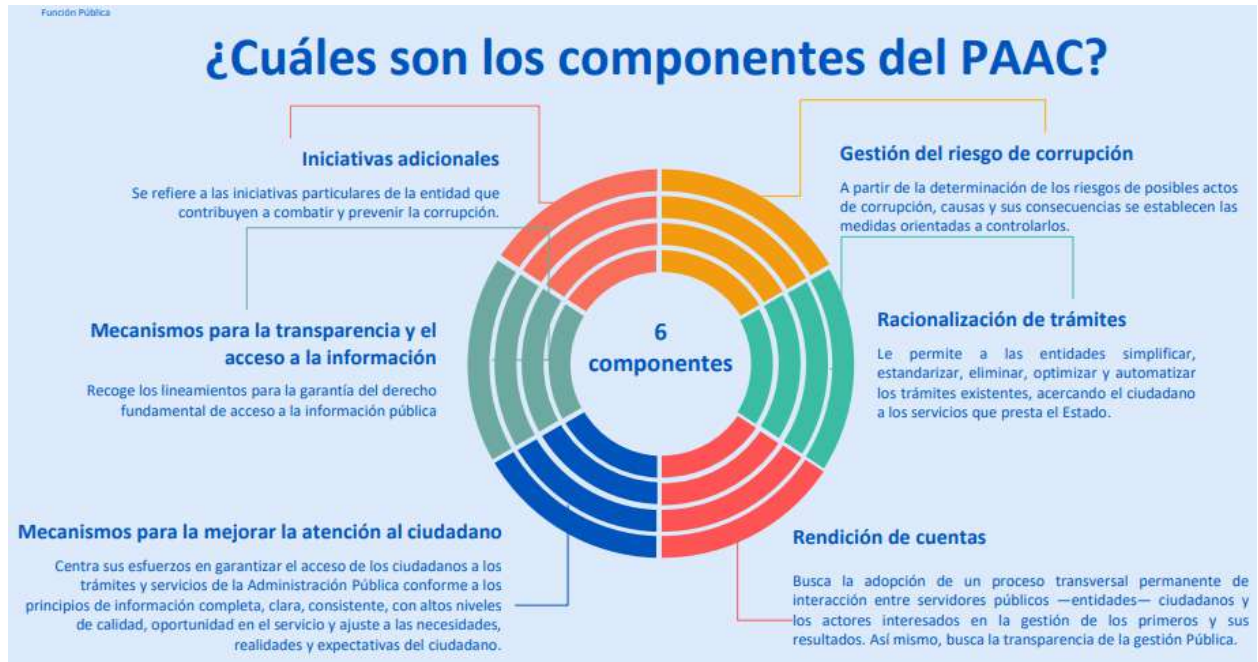 Función Pública
¿Cuáles son los componentes del PAAC?
Iniciativas adicionales
Se refiere a las iniciativas particulares de la entidad que
contribuyen a combatir y prevenir la corrupción.
Gestión del riesgo de corrupción
A partir de la determinación de los riesgos de posibles actos
de corrupción, causas y sus consecuencias se establecen las
medidas orientadas a controlarlos.
Mecanismos para la transparencia y el
acceso a la información
Recoge los lineamientos para la garantía del derecho
fundamental de acceso a la información pública
6
componentes
Racionalización de trámites
Le permite a las entidades simplificar,
estandarizar, eliminar, optimizar y automatizar
los trámites existentes, acercando el ciudadano
a los servicios que presta el Estado.
Mecanismos para la mejorar la atención al ciudadano
Centra sus esfuerzos en garantizar el acceso de los ciudadanos a los
trámites y servicios de la Administración Pública conforme a los
principios de información completa, clara, consistente, con altos niveles
de calidad, oportunidad en el servicio y ajuste a las necesidades,
realidades y expectativas del ciudadano.
Rendición de cuentas
Busca la adopción de un proceso transversal permanente de
interacción entre servidores públicos —entidades— ciudadanos y
los actores interesados en la gestión de los primeros y sus
resultados. Así mismo, busca la transparencia de la gestión Pública.